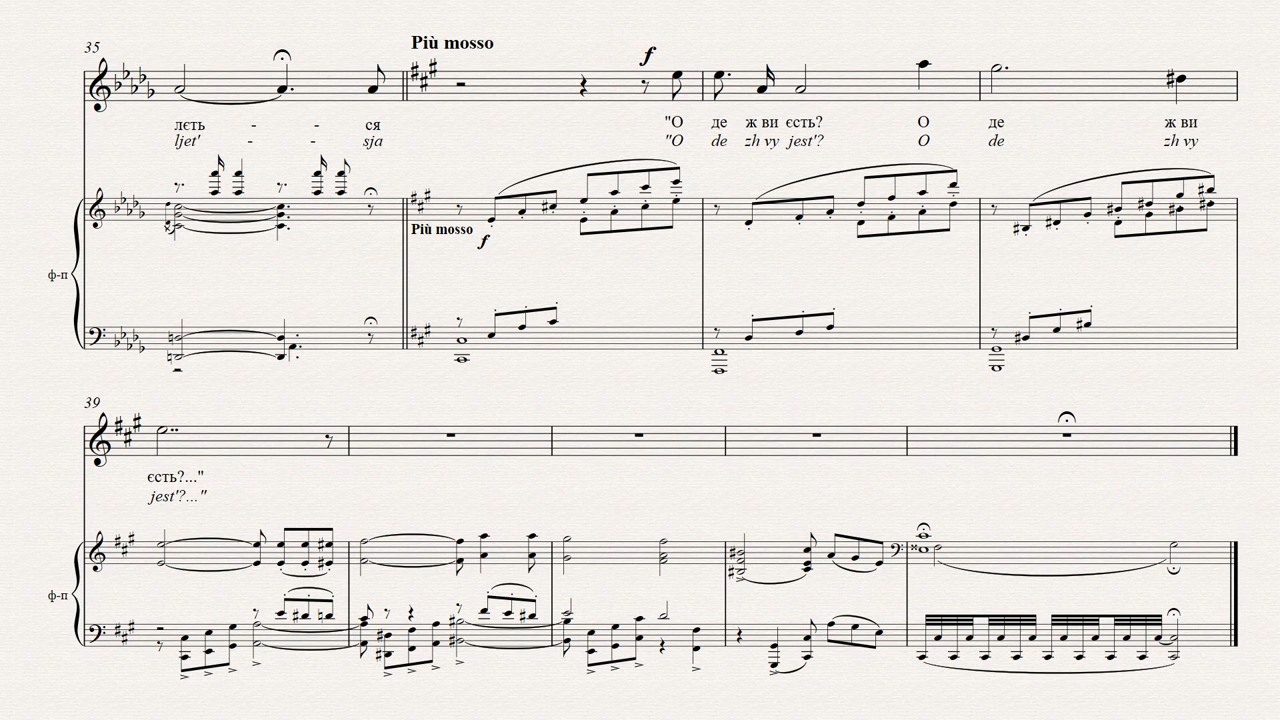 35
Più mosso
f
лєть - - ся "О де ж ви єсть? О де ж ви
ljet' - - sja "O de zh vy jest'? O de zh vy
Più mosso
f
ф-п
39
єсть?..."
jest'?..."
ф-п